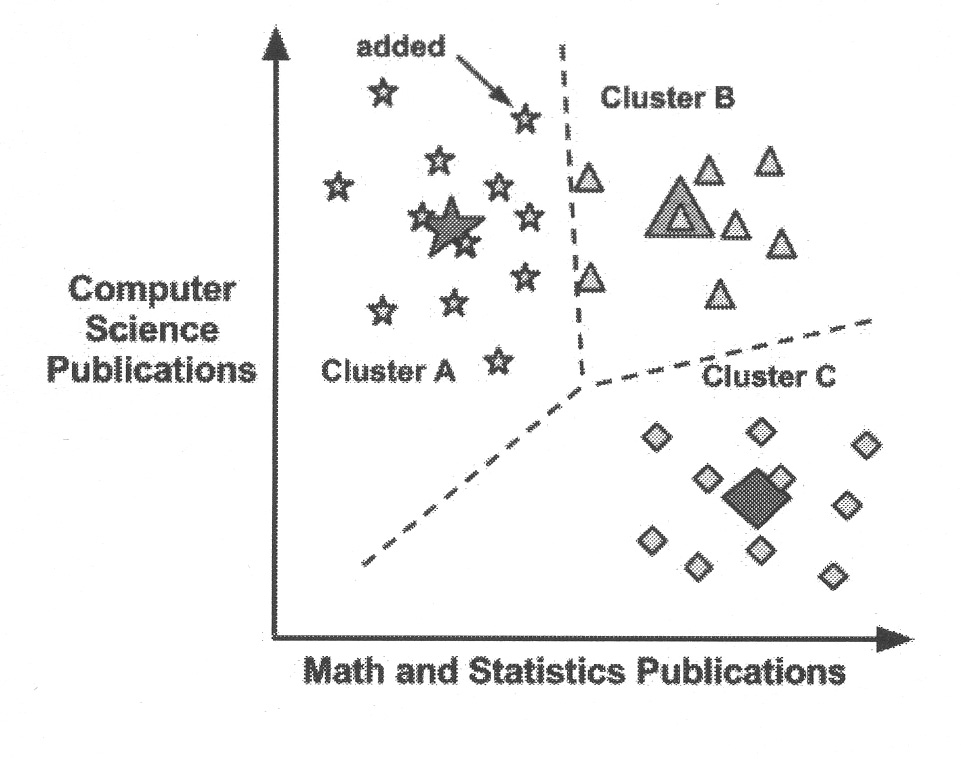 added
Cluster B
Computer
Science
Publications
Cluster A
Cluster C
Math and Statistics Publications